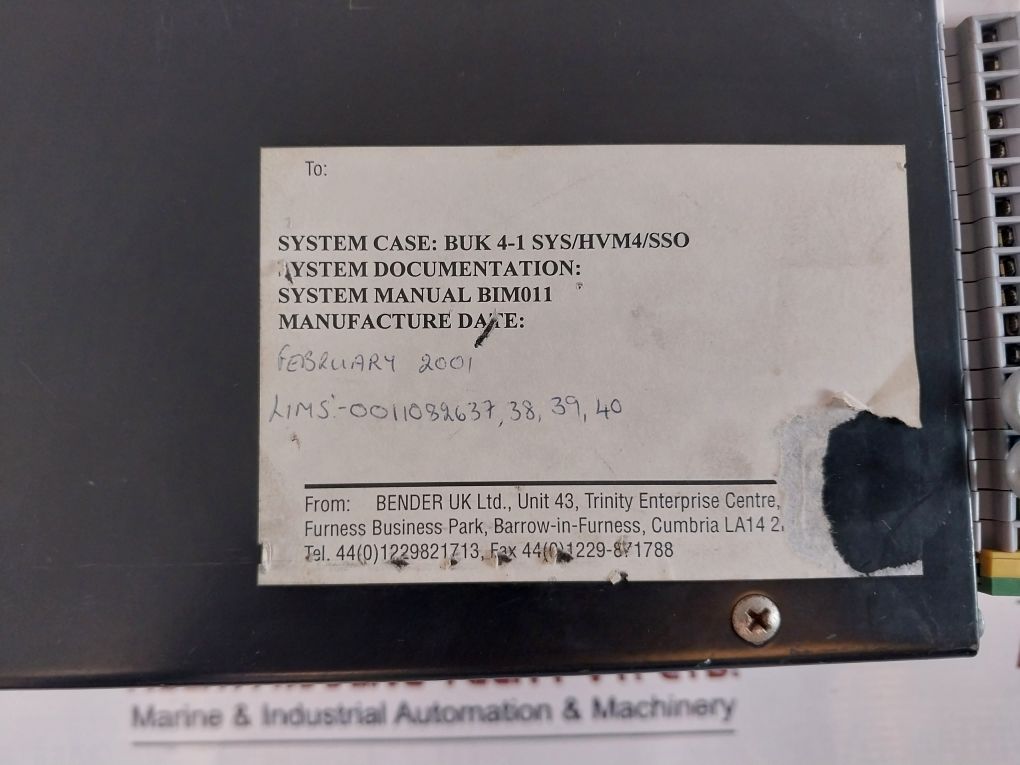 To:
SYSTEM CASE: BUK 4-1 SYS/HVM4/SSO
SYSTEM DOCUMENTATION:
SYSTEM MANUAL BIM011
MANUFACTURE DATE:
FEBRUARY 2001
LIMS:-0011082637, 38, 39, 40
From: BENDER UK Ltd., Unit 43, Trinity Enterprise Centre,
Furness Business Park, Barrow-in-Furness, Cumbria LA14 2
Tel. 44(0)1229821713, Fax 44(0)1229-871788
Marine & Industrial Automation & Machinery